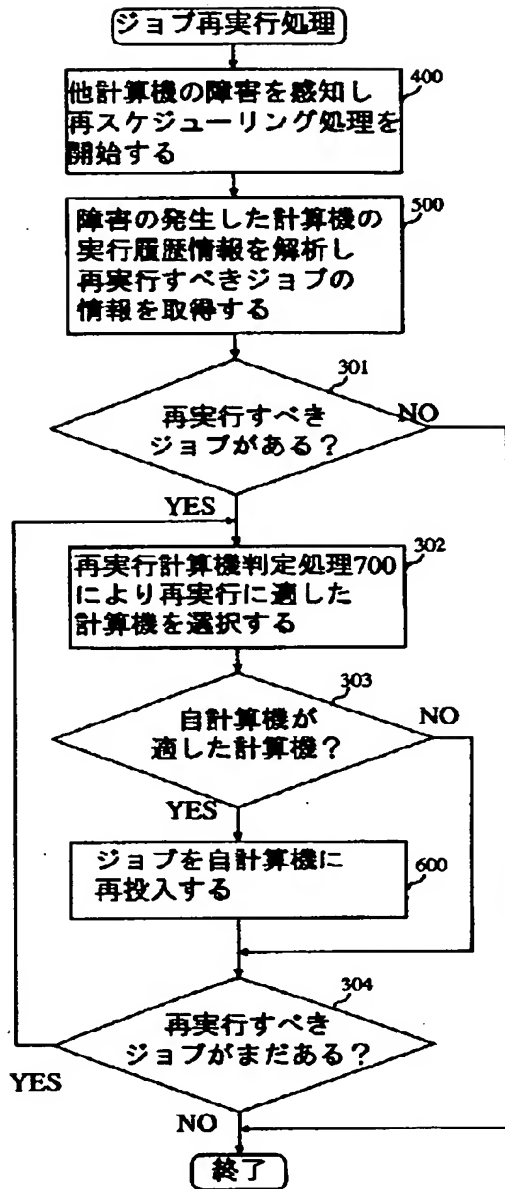 ジョブ再実行処理
400
他計算機の障害を感知し
再スケジューリング処理を
開始する
500
障害の発生した計算機の
実行履歴情報を解析し
再実行すべきジョブの
情報を取得する
301
再実行すべき
ジョブがある？
NO
YES
302
再実行計算機判定処理700
により再実行に適した
計算機を選択する
303
自計算機が
適した計算機？
NO
YES
ジョブを自計算機に
再投入する
600
304
再実行すべき
ジョブがまだある？
YES
NO
終了